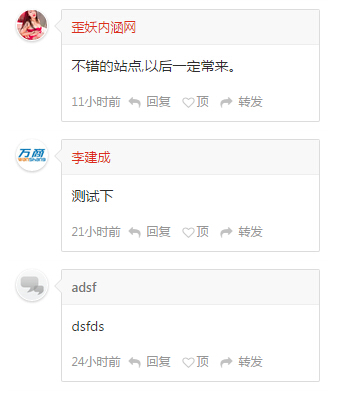 歪妖内涵网
不错的站点,以后一定常来。
11小时前 回复 顶 转发
万商
WanShang
李建成
测试下
21小时前 回复 顶 转发
adsf
dsfds
24小时前 回复 顶 转发